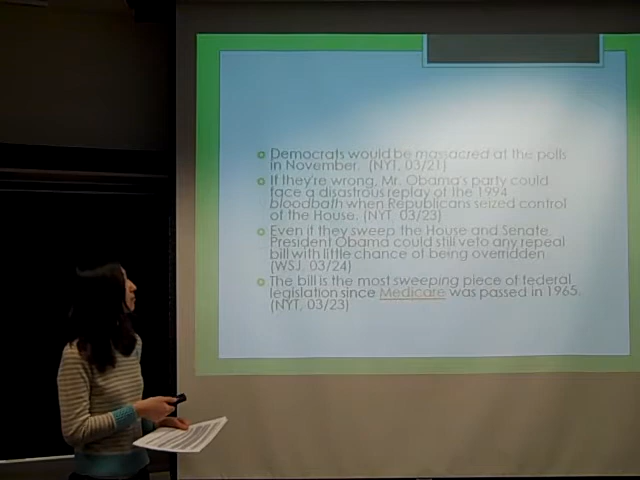 Democrats would be massacred at the polls
in November. (NYT, 03/21)
If they're wrong, Mr. Obama's party could
face a disastrous replay of the 1994
bloodbath when Republicans seized control
of the House. (NYT, 03/23)
Even if they sweep the House and Senate,
President Obama could still veto any repeal
bill with little chance of being overridden
(WSJ, 03/24)
The bill is the most sweeping piece of federal
legislation since Medicare was passed in 1965.
(NYT, 03/23)